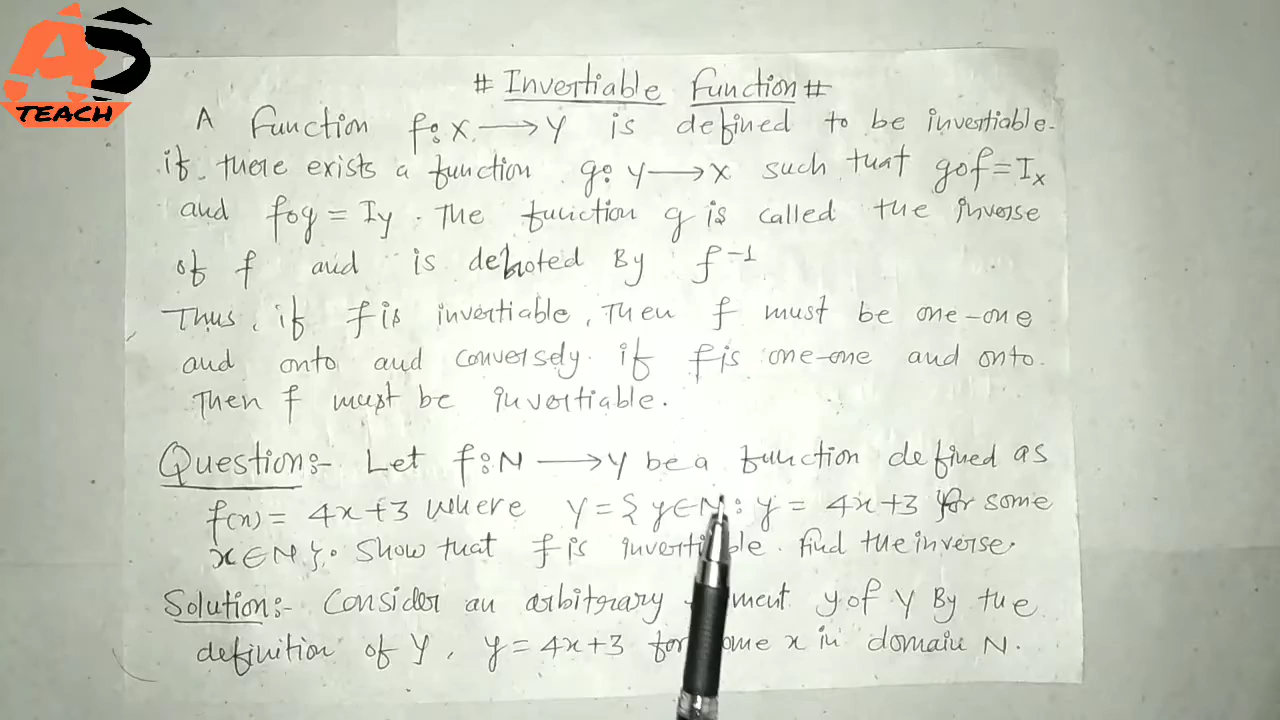 AS
TEACH
# Invertiable Function #
A Function f: X → Y is defined to be invertiable.
if there exists a function g: Y → X such that gof = Ix
and fog = Iy. The function g is called the inverse
of f and is denoted By f⁻¹
Thus, if f is invertiable, Then f must be one-one
and onto and conversely. if f is one-one and onto.
Then f must be invertiable.
Question:- Let f: N → Y be a function defined as
f(n) = 4x+3 where Y = { y ∈ N : y = 4x+3 for some
x ∈ N }. Show that f is Find the inverse.
Solution:- Consider an arbitrary y of Y By the
definition of Y, y = 4x+3 x in domain N.